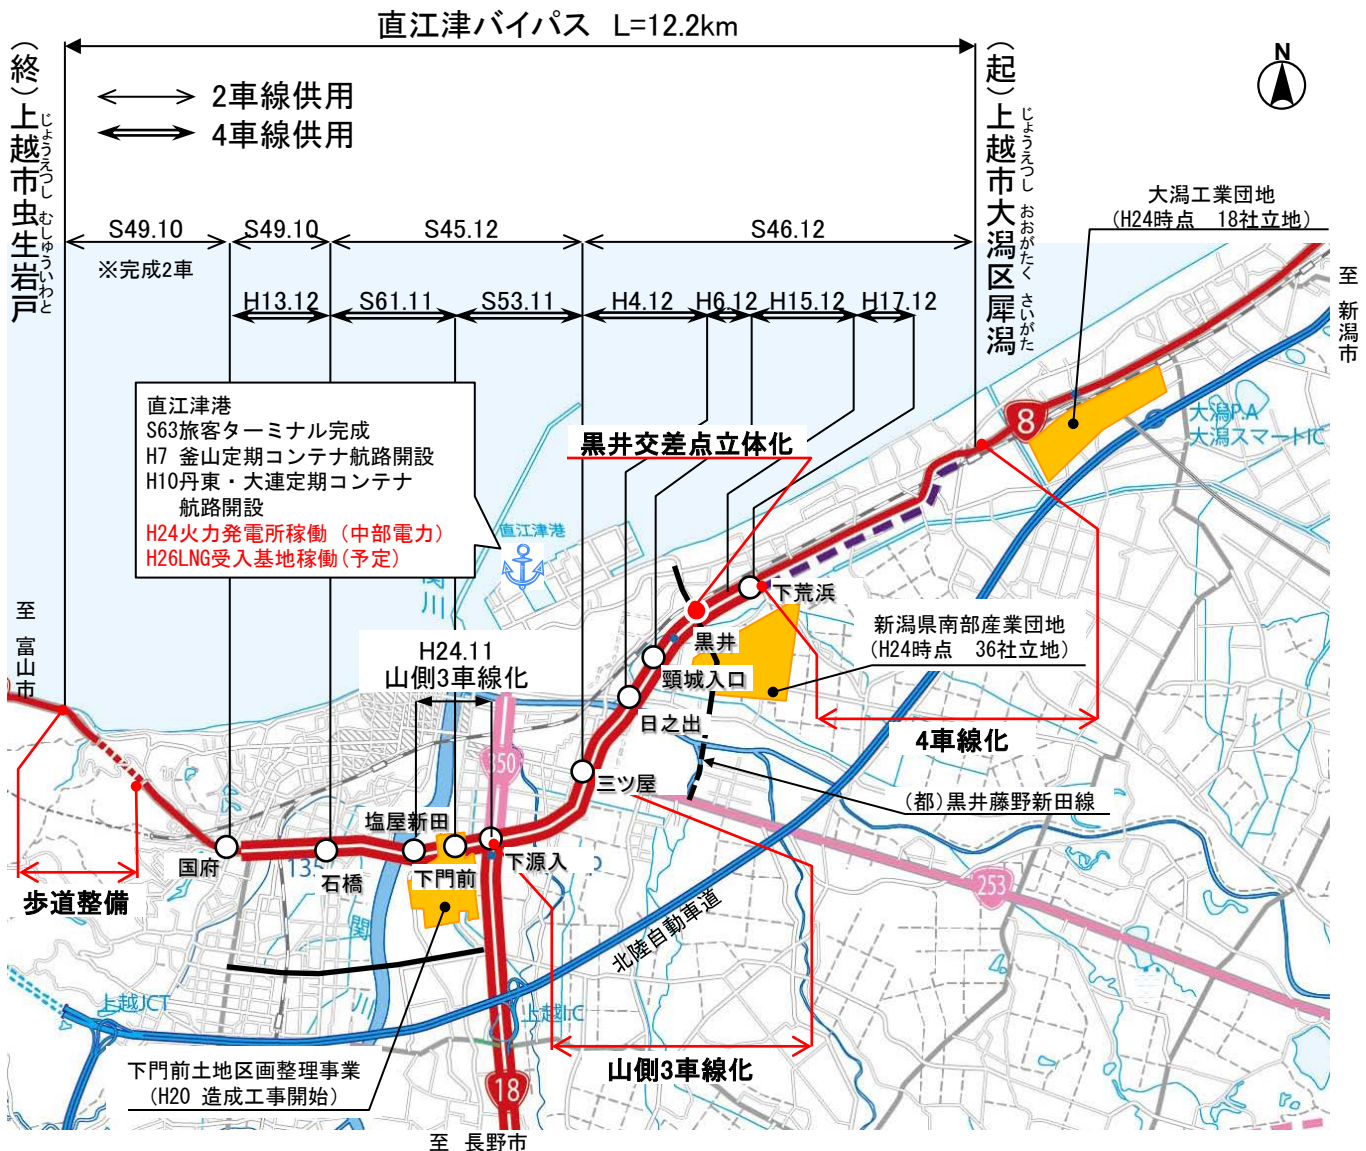 直江津バイパス L=12.2km
(終)上越市虫生岩戸
じょうえつし むしゅういわと
(起)上越市大潟区犀潟
じょうえつし おおがたく さいがた
2車線供用
4車線供用
N
S49.10
S49.10
S45.12
S46.12
※完成2車
H13.12
S61.11
S53.11
H4.12
H6.12
H15.12
H17.12
大潟工業団地
(H24時点 18社立地)
至 新潟市
直江津港
S63旅客ターミナル完成
H7 釜山定期コンテナ航路開設
H10丹東・大連定期コンテナ
航路開設
H24火力発電所稼働(中部電力)
H26LNG受入基地稼働(予定)
黒井交差点立体化
8
大潟P.A
大潟スマートIC
直江津港
関川
至 富山市
H24.11
山側3車線化
下荒浜
黒井
頸城入口
日之出
三ツ屋
新潟県南部産業団地
(H24時点 36社立地)
4車線化
(都)黒井藤野新田線
350
塩屋新田
国府
石橋
下門前
下源入
253
歩道整備
関
川
北陸自動車道
上越JCT
上越I.C
山側3車線化
下門前土地区画整理事業
(H20 造成工事開始)
18
至 長野市